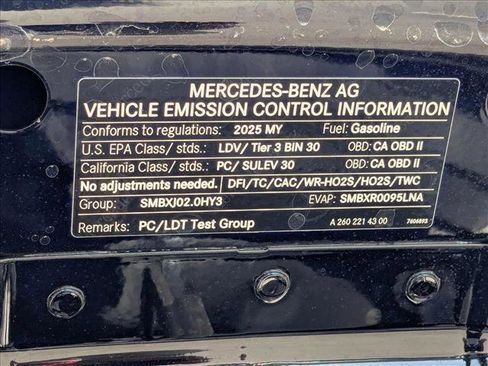 MERCEDES-BENZ AG
VEHICLE EMISSION CONTROL INFORMATION
Conforms to regulations: 2025 MY Fuel: Gasoline
U.S. EPA Class/ stds.: LDV/ Tier 3 BIN 30 OBD: CA OBD II
California Class/ stds.: PC/ SULEV 30 OBD: CA OBD II
No adjustments needed. DFI/TC/CAC/WR-HO2S/HO2S/TWC
Group: SMBXJ02.0HY3 EVAP: SMBXR0095LNA
Remarks: PC/LDT Test Group A 260 221 43 00 7606893